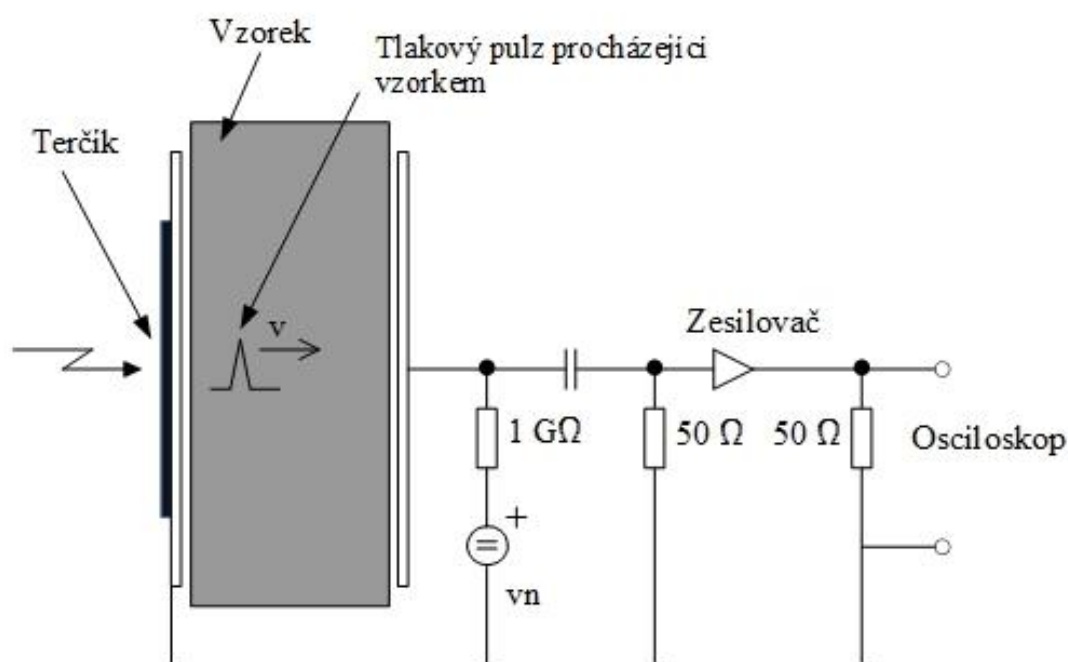 Vzorek
Tlakový pulz procházející
vzorkem
Terčík
v
Zesilovač
1 GΩ
50 Ω
50 Ω
Osciloskop
+
=
vn